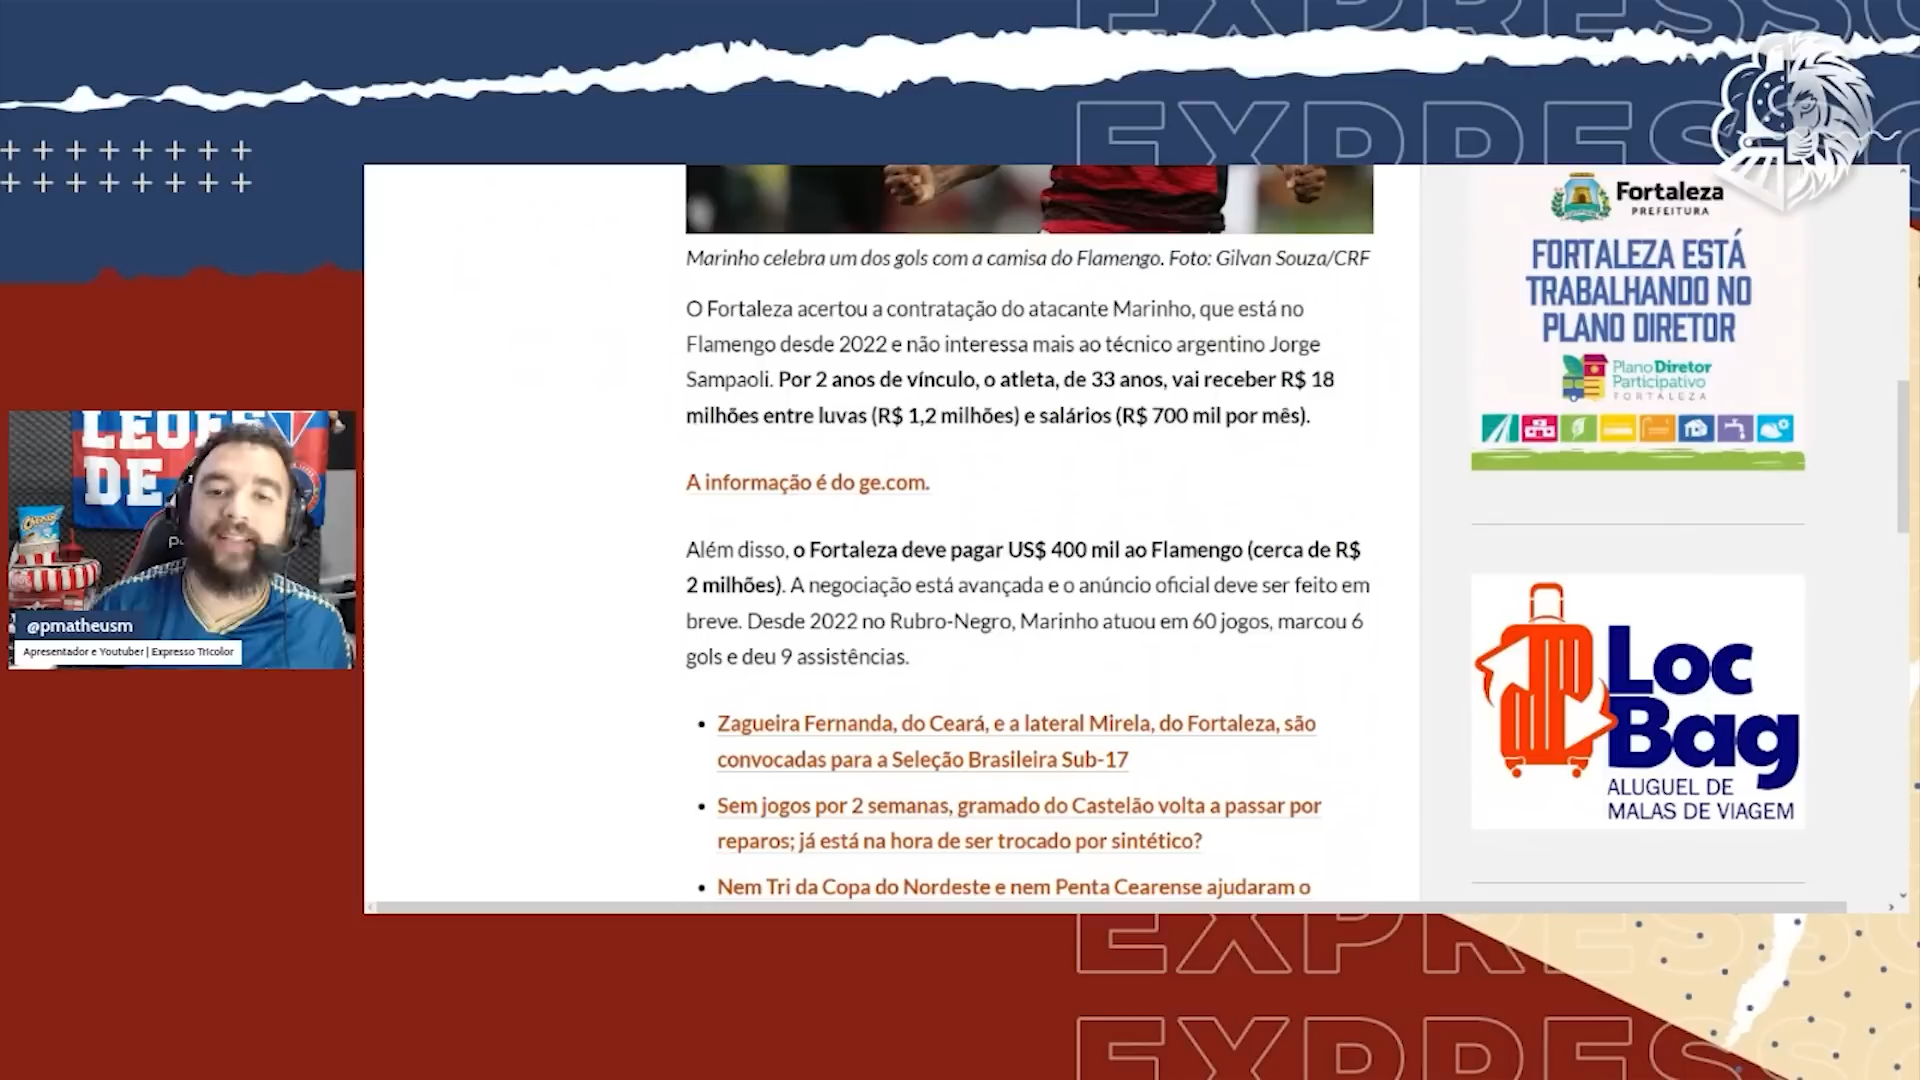 EXPRESSO
EXPRESSO
Fortaleza
PREFEITURA
FORTALEZA ESTÁ
TRABALHANDO NO
PLANO DIRETOR
Plano Diretor
Participativo
FORTALEZA
Marinho celebra um dos gols com a camisa do Flamengo. Foto: Gilvan Souza/CRF
O Fortaleza acertou a contratação do atacante Marinho, que está no
Flamengo desde 2022 e não interessa mais ao técnico argentino Jorge
Sampaoli. Por 2 anos de vínculo, o atleta, de 33 anos, vai receber R$ 18
milhões entre luvas (R$ 1,2 milhões) e salários (R$ 700 mil por mês).
A informação é do ge.com.
Além disso, o Fortaleza deve pagar US$ 400 mil ao Flamengo (cerca de R$
2 milhões). A negociação está avançada e o anúncio oficial deve ser feito em
breve. Desde 2022 no Rubro-Negro, Marinho atuou em 60 jogos, marcou 6
gols e deu 9 assistências.
• Zagueira Fernanda, do Ceará, e a lateral Mirela, do Fortaleza, são
convocadas para a Seleção Brasileira Sub-17
• Sem jogos por 2 semanas, gramado do Castelão volta a passar por
reparos; já está na hora de ser trocado por sintético?
• Nem Tri da Copa do Nordeste e nem Penta Cearense ajudaram o
DE
@pmatheusm
Apresentador e Youtuber | Expresso Tricolor
Loc
Bag
ALUGUEL DE
MALAS DE VIAGEM
EXPRESSO
EXPRESSO